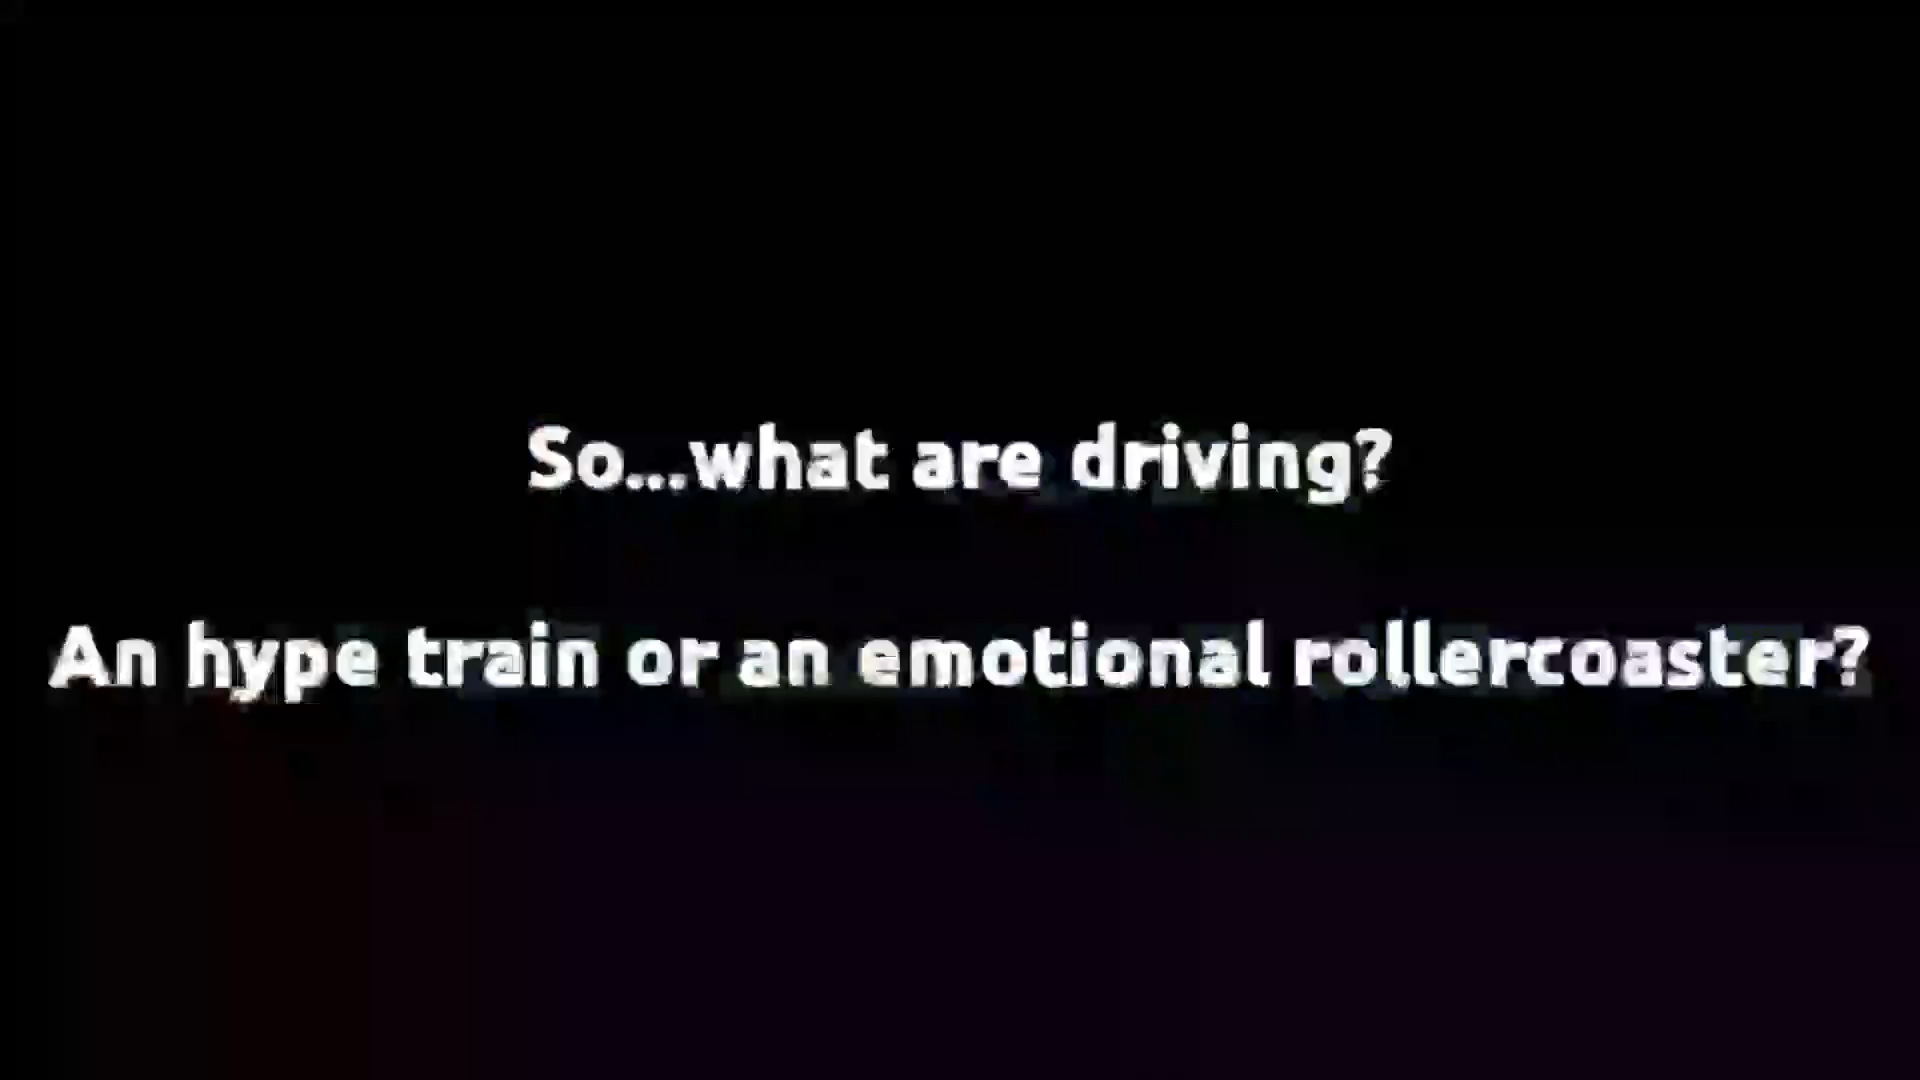 So...what are driving?
An hype train or an emotional rollercoaster?